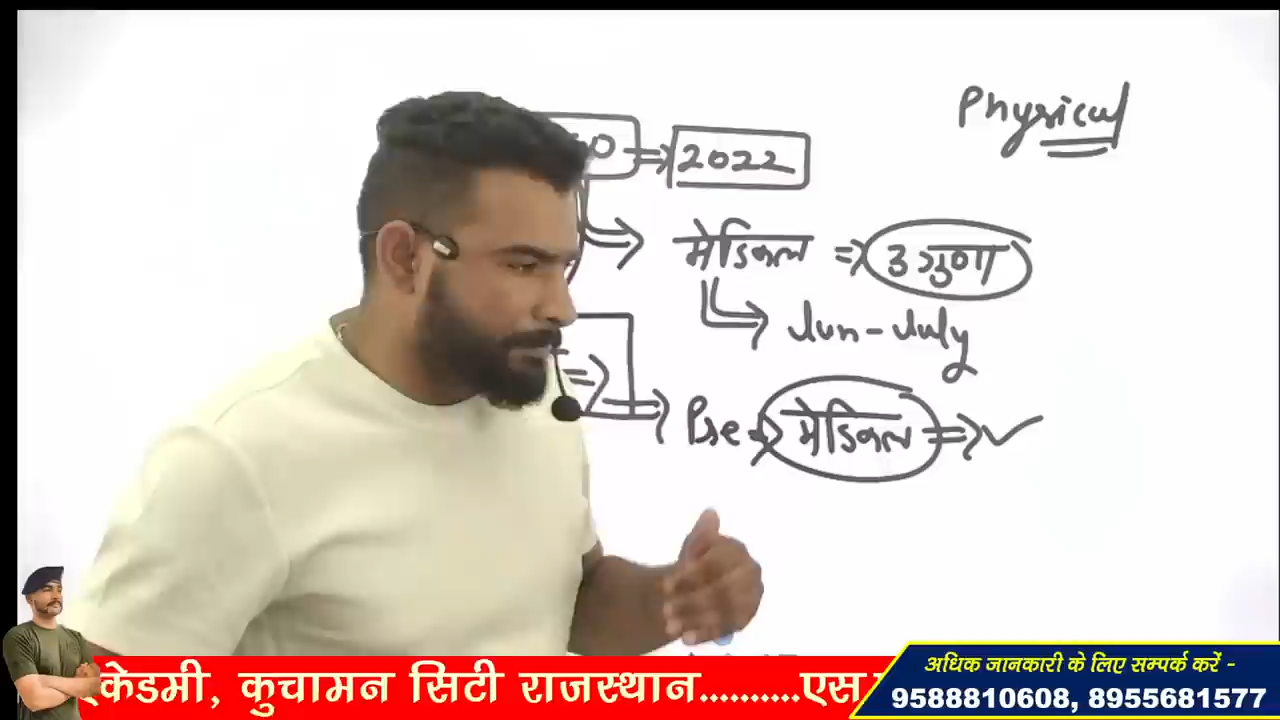 Physical
2022
मेडिकल ⇒ 3 गुणा
Jun - July
Pre ⇒ मेडिकल ⇒ ✓
केडमी, कुचामन सिटी राजस्थान..........एस
अधिक जानकारी के लिए सम्पर्क करें -
9588810608, 8955681577